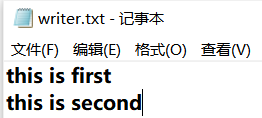 writer.txt - 记事本
文件(F) 编辑(E) 格式(O) 查看(V)
this is first
this is second